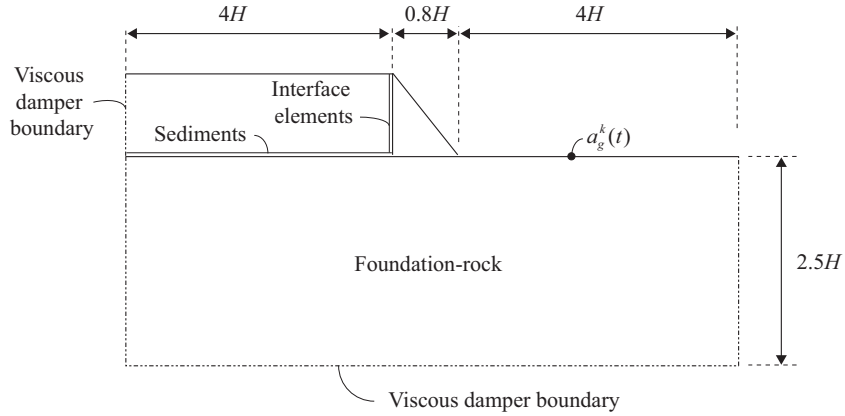 4H
0.8H
4H
Viscous
damper
boundary
Interface
elements
Sediments
a_g^k(t)
Foundation-rock
2.5H
Viscous damper boundary